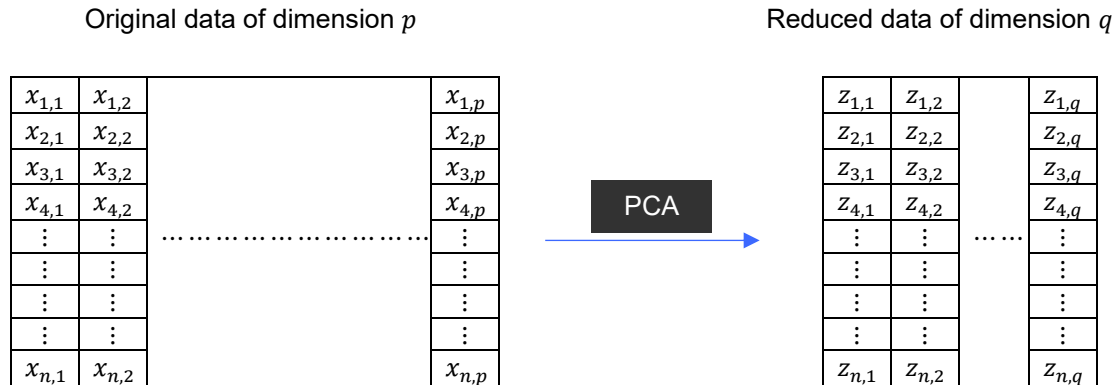 Original data of dimension p Reduced data of dimension q
x1,1 x1,2 x1,p z1,1 z1,2 z1,q
x2,1 x2,2 x2,p z2,1 z2,2 z2,q
x3,1 x3,2 x3,p z3,1 z3,2 z3,q
x4,1 x4,2 x4,p PCA z4,1 z4,2 z4,q
⋮ ⋮ ⋯⋯⋯⋯⋯⋯⋯⋯⋯ ⋮ ⋮ ⋮ ⋯⋯ ⋮
⋮ ⋮ ⋮ ⋮ ⋮ ⋮
⋮ ⋮ ⋮ ⋮ ⋮ ⋮
⋮ ⋮ ⋮ ⋮ ⋮ ⋮
xn,1 xn,2 xn,p zn,1 zn,2 zn,q